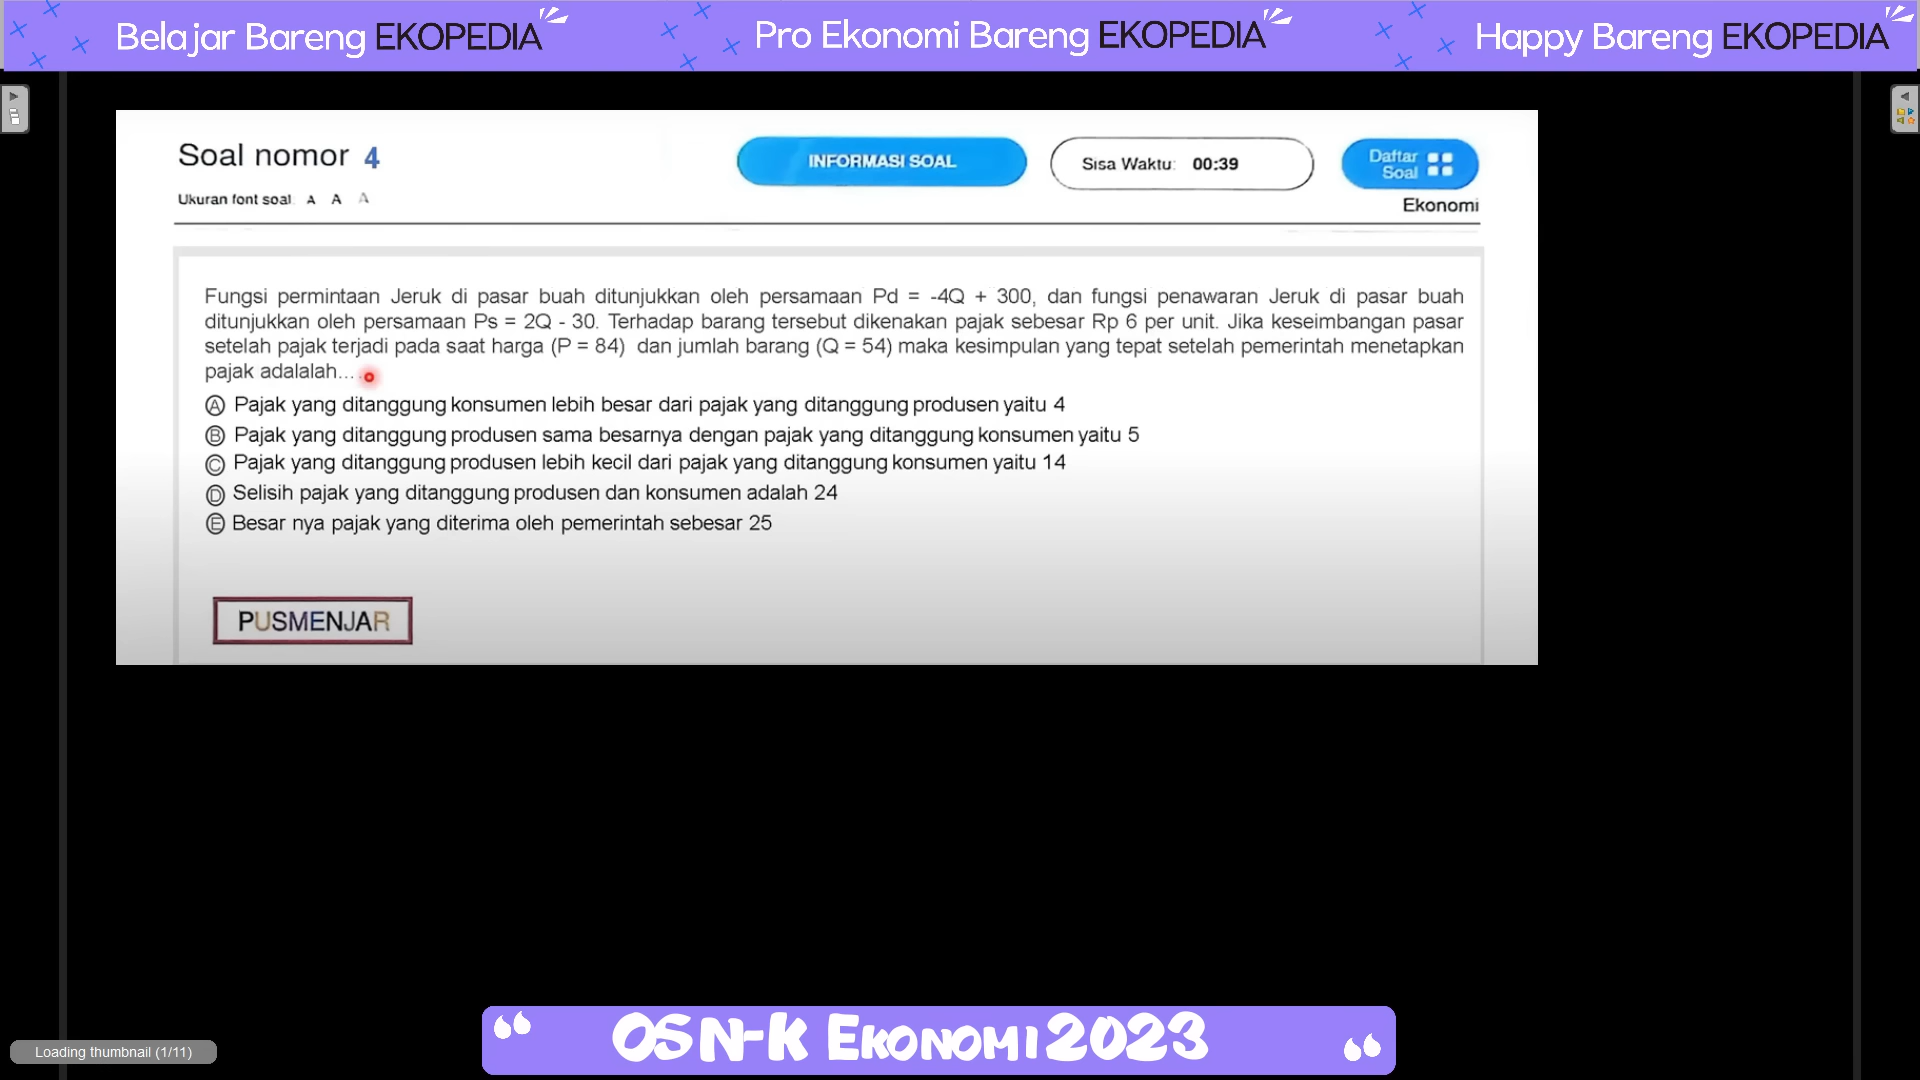 Belajar Bareng EKOPEDIA
Pro Ekonomi Bareng EKOPEDIA
Happy Bareng EKOPEDIA
Soal nomor 4
INFORMASI SOAL
Sisa Waktu: 00:39
Daftar
Soal
Ukuran font soal A A A
Ekonomi
Fungsi permintaan Jeruk di pasar buah ditunjukkan oleh persamaan Pd = -4Q + 300, dan fungsi penawaran Jeruk di pasar buah
ditunjukkan oleh persamaan Ps = 2Q - 30. Terhadap barang tersebut dikenakan pajak sebesar Rp 6 per unit. Jika keseimbangan pasar
setelah pajak terjadi pada saat harga (P = 84) dan jumlah barang (Q = 54) maka kesimpulan yang tepat setelah pemerintah menetapkan
pajak adalalah....
A Pajak yang ditanggung konsumen lebih besar dari pajak yang ditanggung produsen yaitu 4
B Pajak yang ditanggung produsen sama besarnya dengan pajak yang ditanggung konsumen yaitu 5
C Pajak yang ditanggung produsen lebih kecil dari pajak yang ditanggung konsumen yaitu 14
D Selisih pajak yang ditanggung produsen dan konsumen adalah 24
E Besar nya pajak yang diterima oleh pemerintah sebesar 25
PUSMENJAR
OSN-K EKONOMI 2023
Loading thumbnail (1/11)